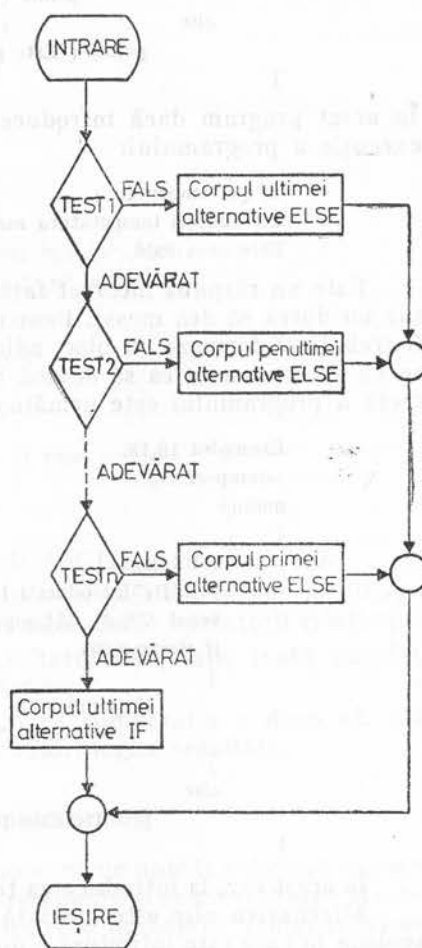 INTRARE
TEST1
FALS
Corpul ultimei
alternative ELSE
ADEVĂRAT
TEST2
FALS
Corpul penultimei
alternative ELSE
ADEVĂRAT
TESTn
FALS
Corpul primei
alternative ELSE
ADEVĂRAT
Corpul ultimei
alternative IF
IEȘIRE